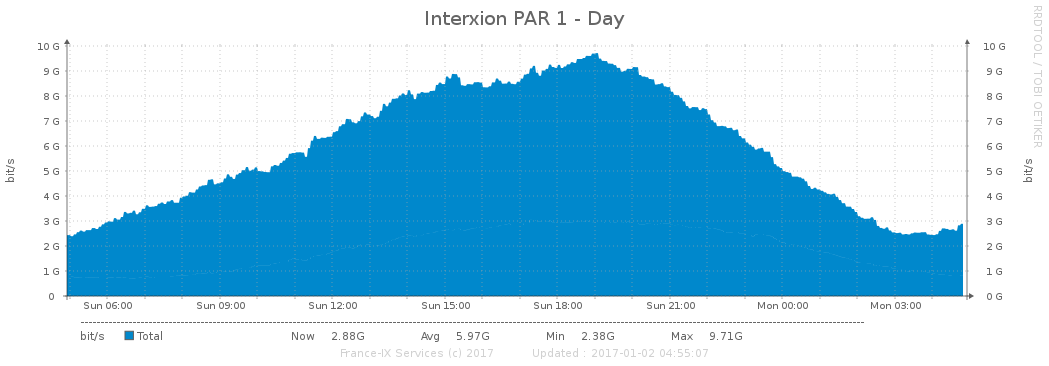 Interxion PAR 1 - Day
RRDTOOL / TOBI OETIKER
10 G 10 G
9 G 9 G
8 G 8 G
7 G 7 G
6 G 6 G
5 G 5 G
4 G 4 G
3 G 3 G
2 G 2 G
1 G 1 G
0 0 G
bit/s bit/s
Sun 06:00 Sun 09:00 Sun 12:00 Sun 15:00 Sun 18:00 Sun 21:00 Mon 00:00 Mon 03:00
bit/s Total Now 2.88G Avg 5.97G Min 2.38G Max 9.71G
France-IX Services (c) 2017 Updated : 2017-01-02 04:55:07